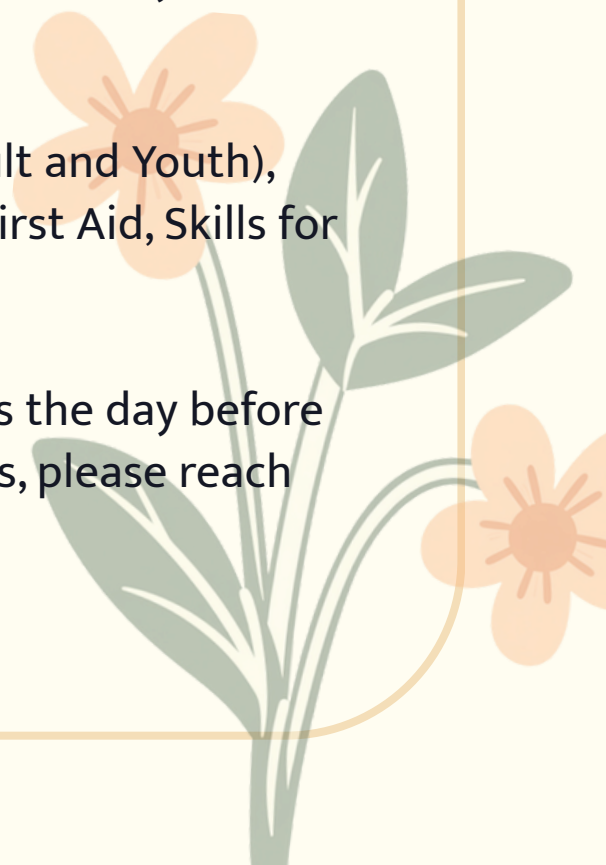 lt and Youth),
irst Aid, Skills for
s the day before
s, please reach